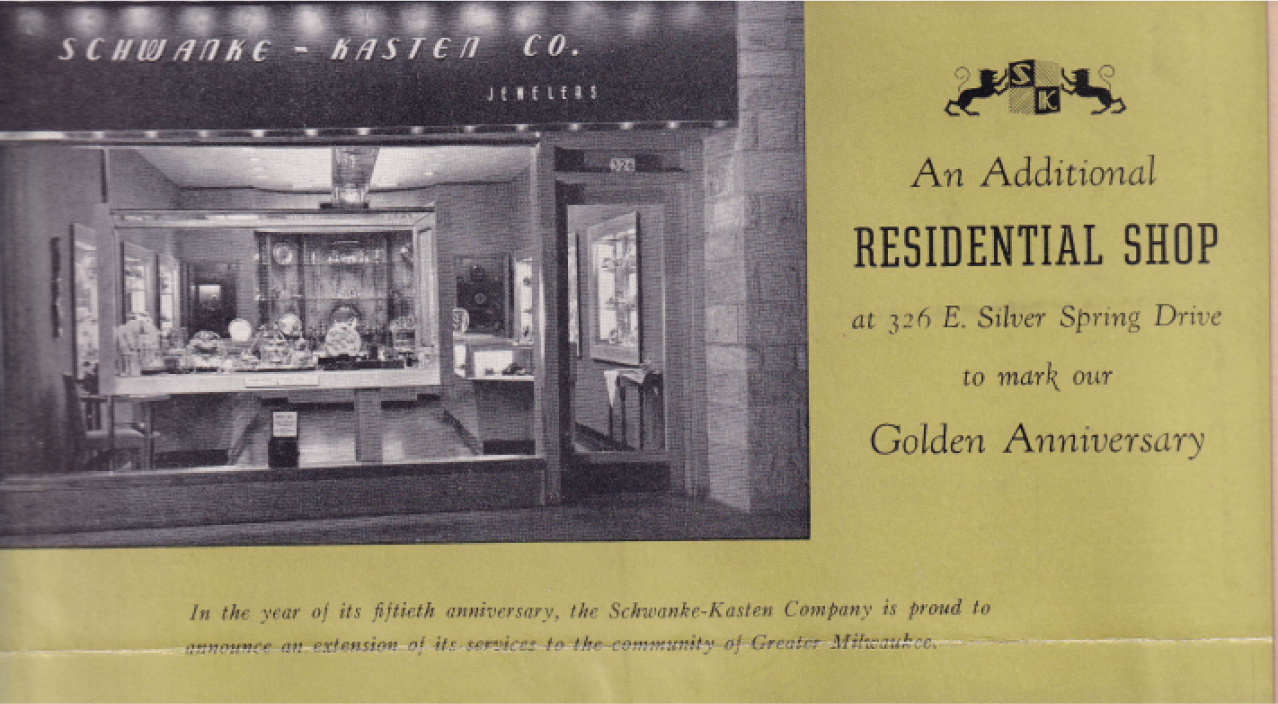 SCHWANKE - KASTEN CO.
JEWELERS
326
S
K
An Additional
RESIDENTIAL SHOP
at 326 E. Silver Spring Drive
to mark our
Golden Anniversary
In the year of its fiftieth anniversary, the Schwanke-Kasten Company is proud to
announce an extension of its services to the community of Greater Milwaukee.